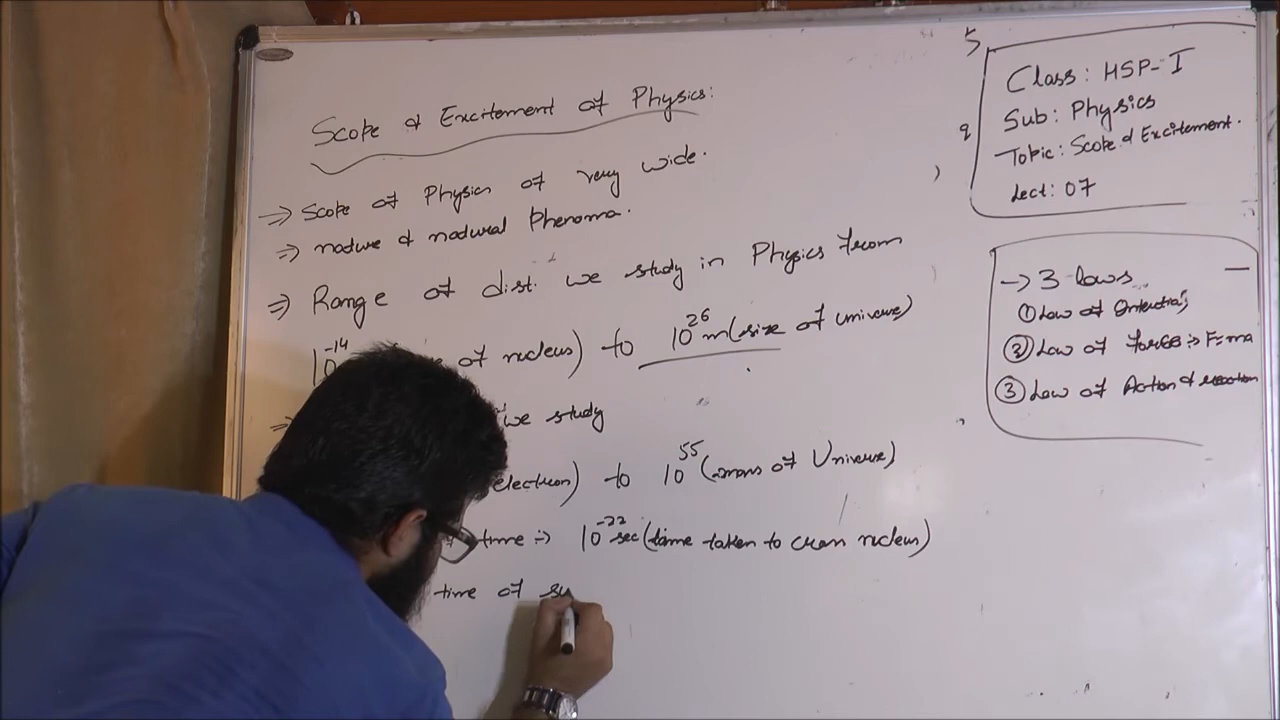 Scope & Excitement of Physics:
=> Scope of Physics of very wide.
=> nature & natural Phenoma.
=> Range of dist. we study in Physics from
10^-14 of nucleus) to 10^26 m (size of universe)
=> we study
electron) to 10^55 (mass of Universe)
time => 10^-22 sec (time taken to cross nucleus)
time of su
Class: HSP-I
Sub: Physics
Topic: Scope & Excitement.
Lect: 07
-> 3 laws
① Law of
② Law of forces => F=ma
③ Law of Action & reaction